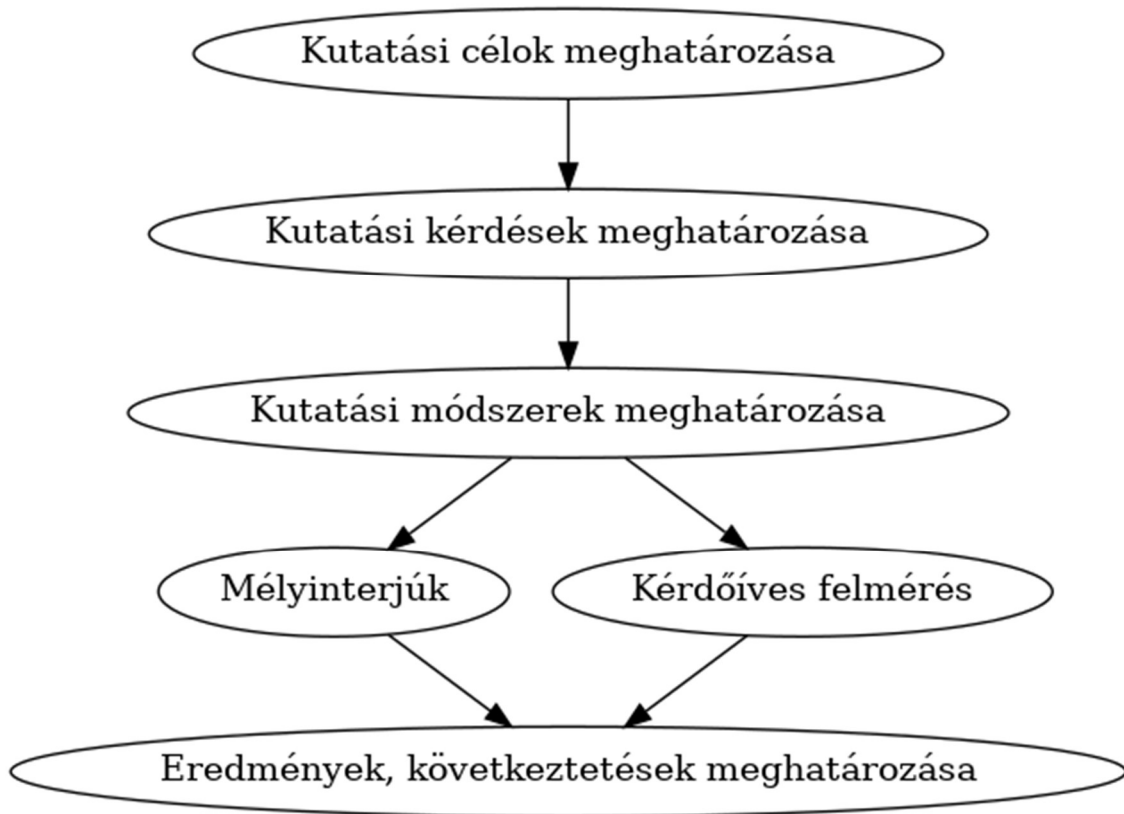 Kutatási célok meghatározása
Kutatási kérdések meghatározása
Kutatási módszerek meghatározása
Mélyinterjúk
Kérdőíves felmérés
Eredmények, következtetések meghatározása